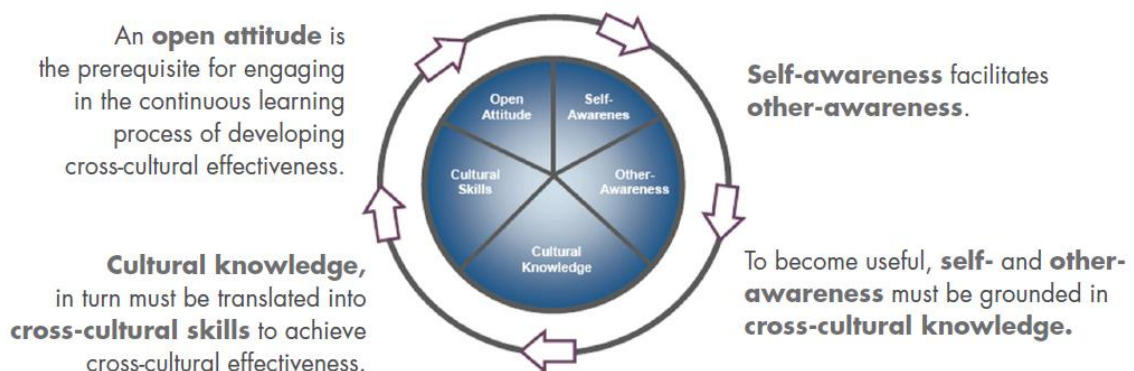 An open attitude is
the prerequisite for engaging
in the continuous learning
process of developing
cross-cultural effectiveness.
Open
Attitude
Self-
Awarenes
Self-awareness facilitates
other-awareness.
Cultural
Skills
Other-
Awareness
Cultural
Knowledge
Cultural knowledge,
in turn must be translated into
cross-cultural skills to achieve
cross-cultural effectiveness.
To become useful, self- and other-
awareness must be grounded in
cross-cultural knowledge.